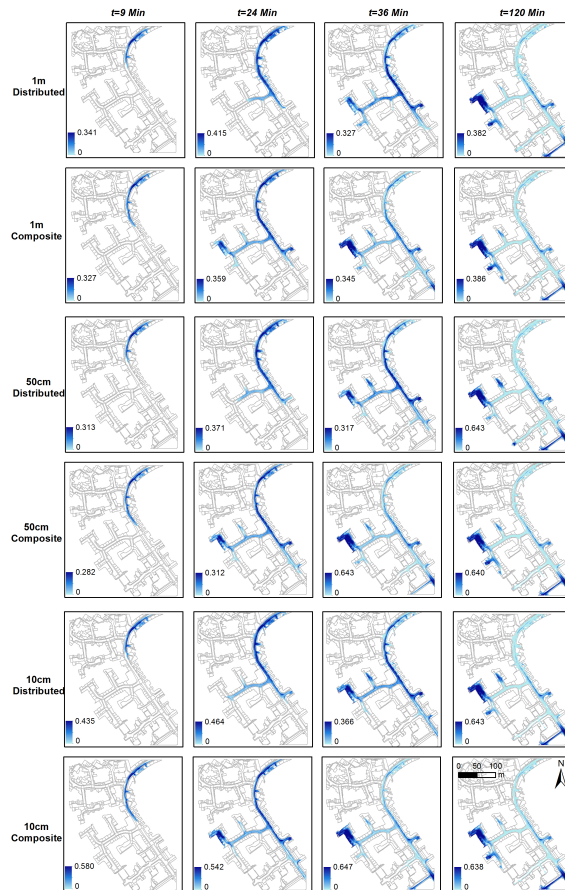 t=9 Min t=24 Min t=36 Min t=120 Min
1m
Distributed
0.341 0.415 0.327 0.382
0 0 0 0
1m
Composite
0.327 0.359 0.345 0.386
0 0 0 0
50cm
Distributed
0.313 0.371 0.317 0.643
0 0 0 0
50cm
Composite
0.282 0.312 0.643 0.640
0 0 0 0
10cm
Distributed
0.435 0.464 0.366 0.643
0 0 0 0
10cm
Composite
0 50 100 N
m
0.580 0.542 0.647 0.638
0 0 0 0